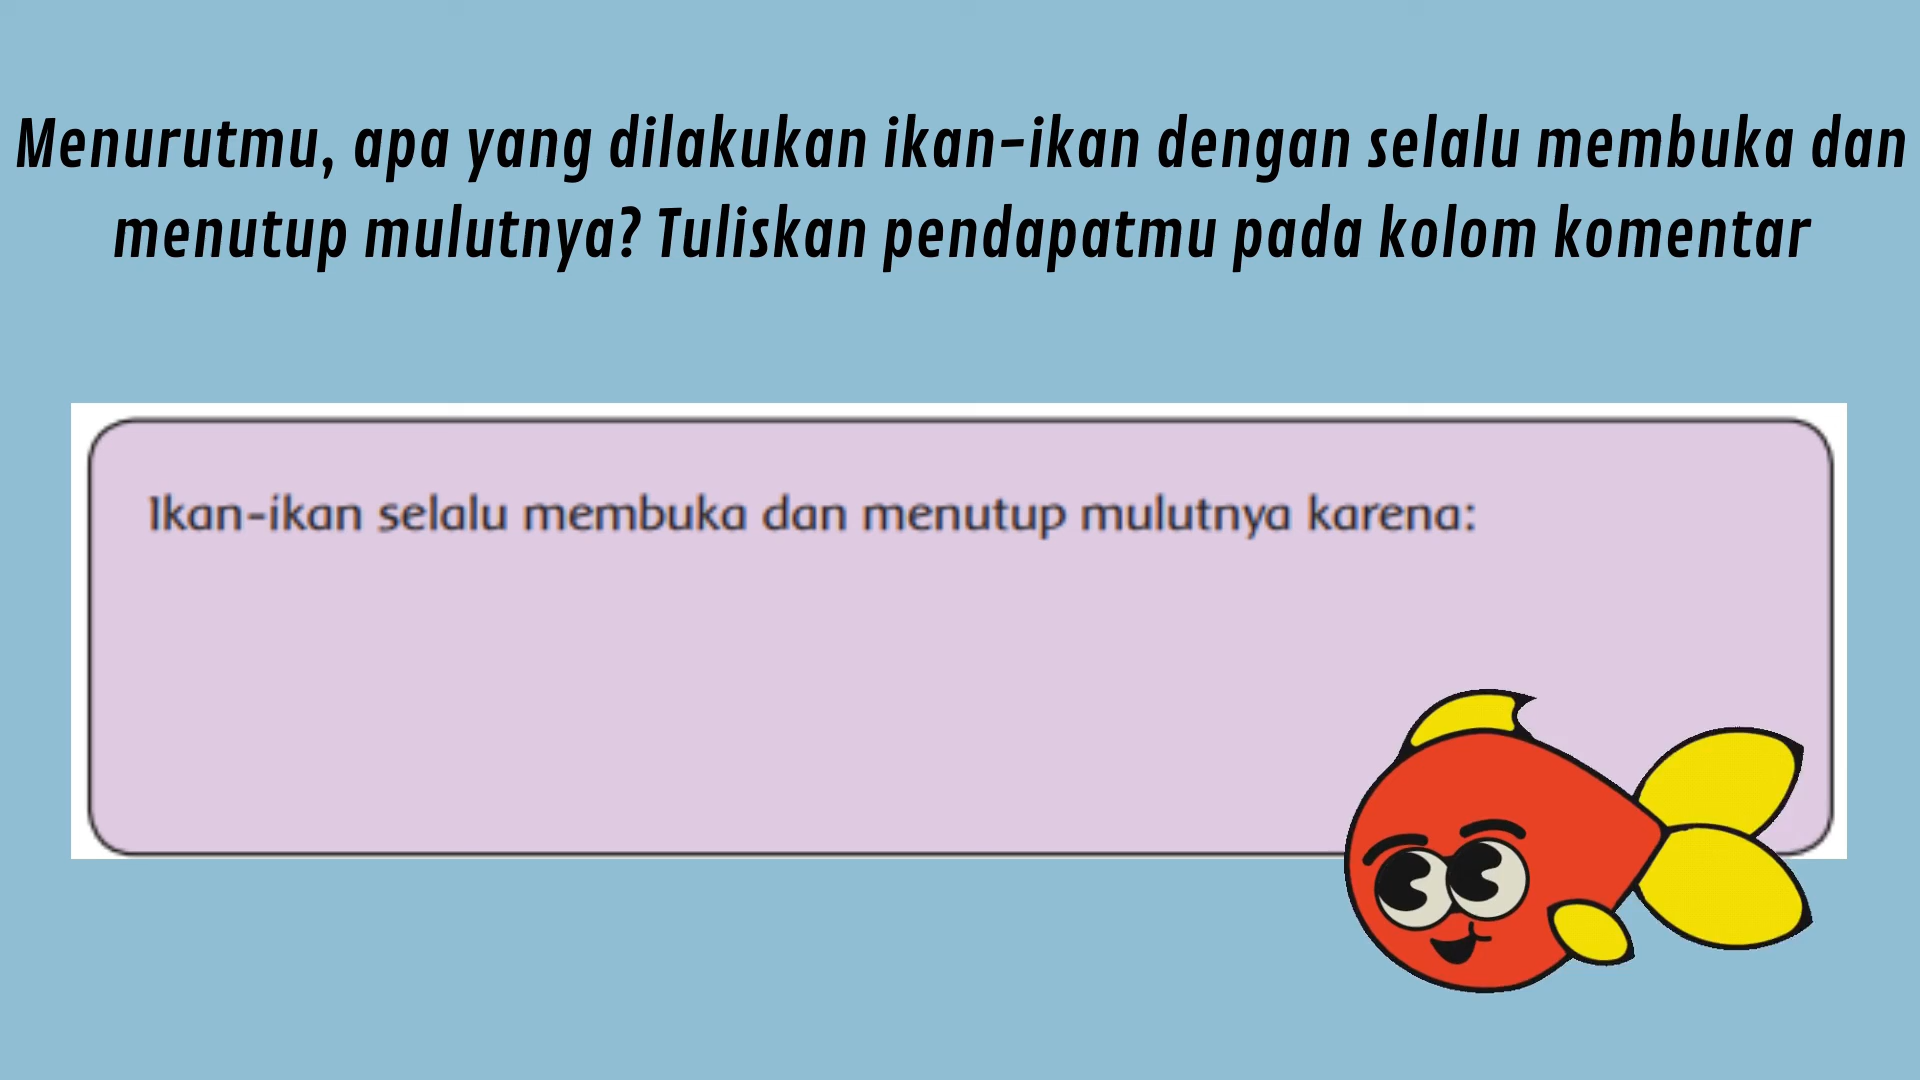 Menurutmu, apa yang dilakukan ikan-ikan dengan selalu membuka dan
menutup mulutnya? Tuliskan pendapatmu pada kolom komentar
Ikan-ikan selalu membuka dan menutup mulutnya karena: